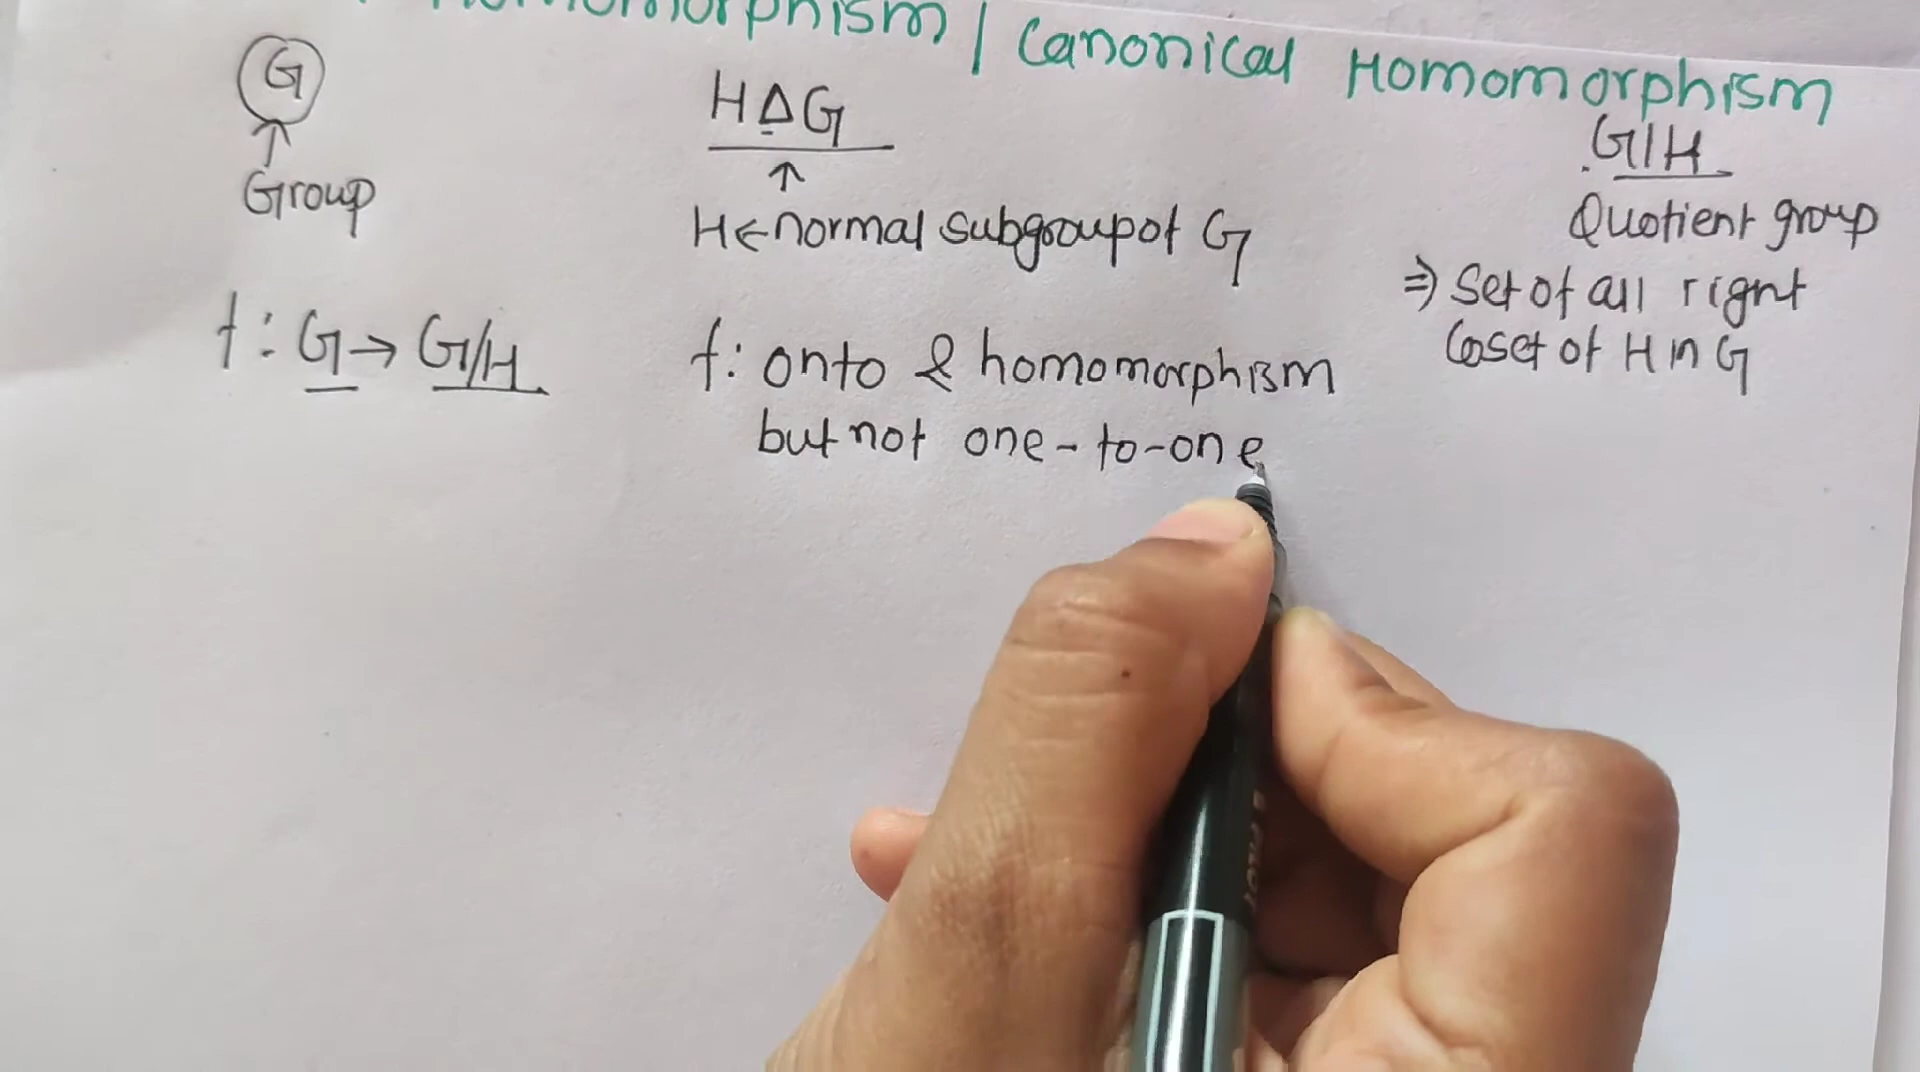 Homomorphism / Canonical Homomorphism
G
Group
H Δ G
↑
H ← normal subgroup of G
G/H
Quotient group
⇒ Set of all right
Coset of H in G
f : G → G/H
f : onto & homomorphism
but not one-to-one